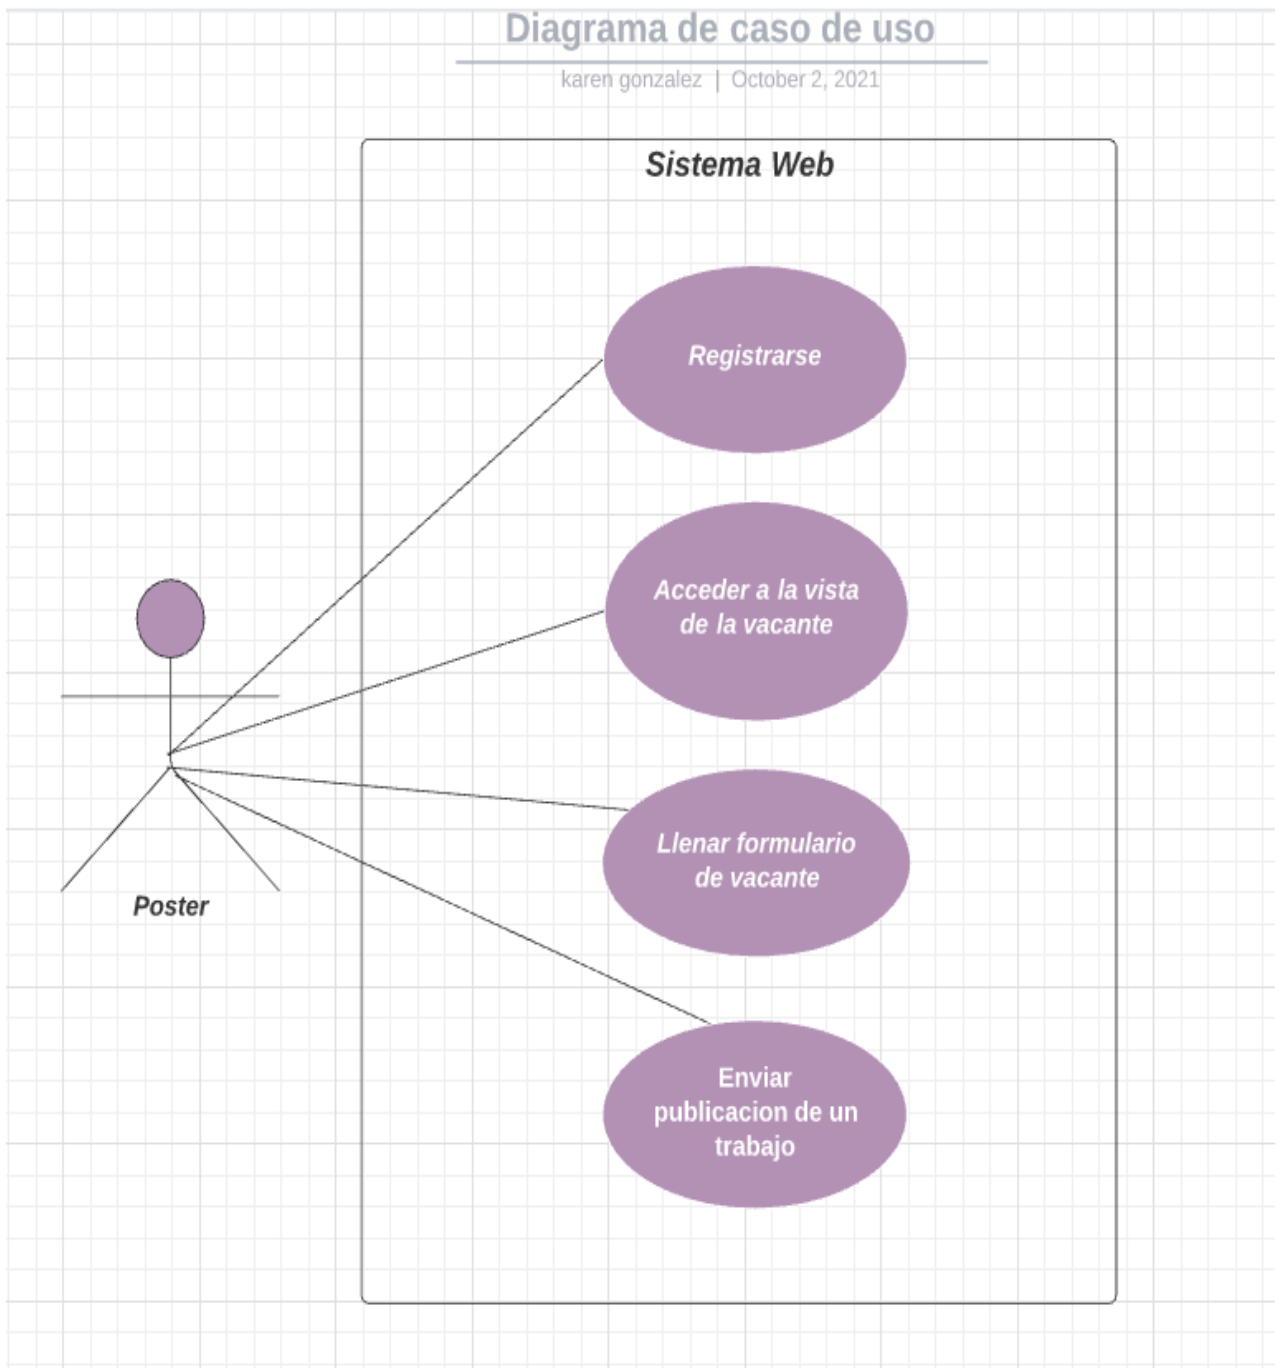 Diagrama de caso de uso
karen gonzalez | October 2, 2021
Sistema Web
Registrarse
Acceder a la vista
de la vacante
Llenar formulario
de vacante
Poster
Enviar
publicacion de un
trabajo